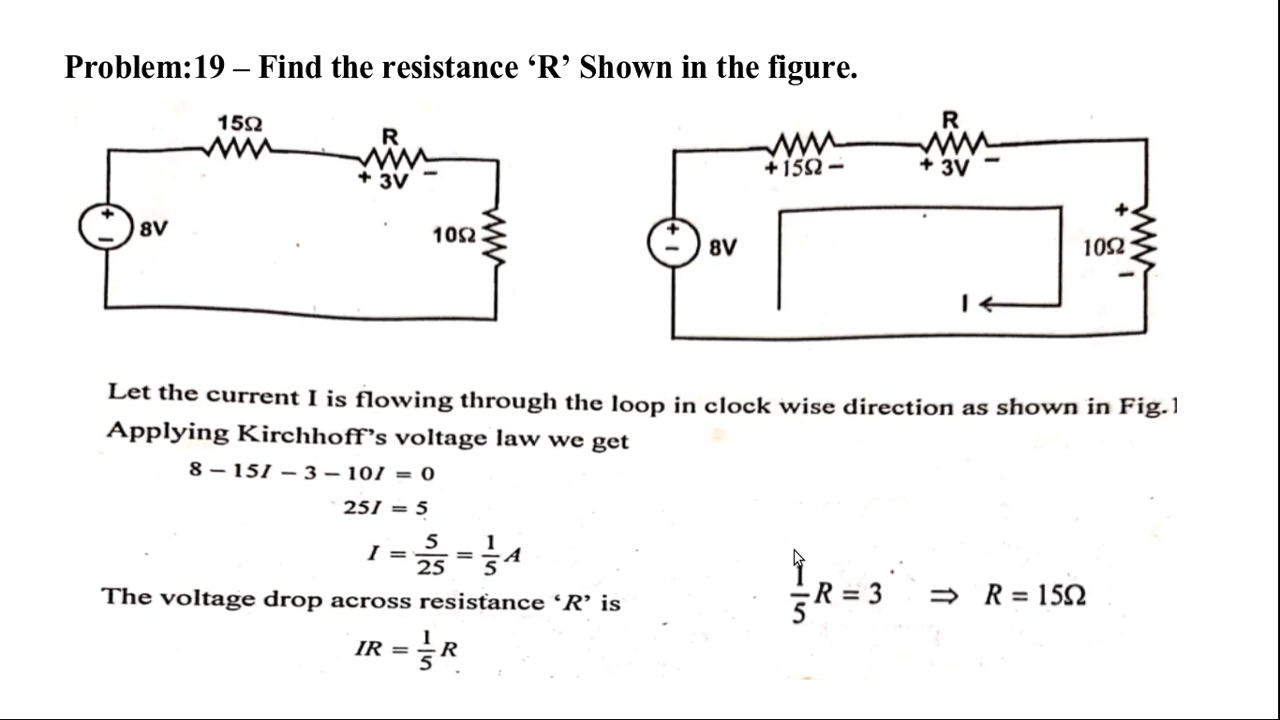 Problem:19 – Find the resistance ‘R’ Shown in the figure.
15Ω
R
+ 3V –
+
–
8V
10Ω
R
+15Ω –
+ 3V –
+
–
8V
+
10Ω
–
I
Let the current I is flowing through the loop in clock wise direction as shown in Fig.1
Applying Kirchhoff’s voltage law we get
8 – 15I – 3 – 10I = 0
25I = 5
I = 5/25 = 1/5 A
The voltage drop across resistance ‘R’ is
IR = 1/5 R
1/5 R = 3 ⇒ R = 15Ω